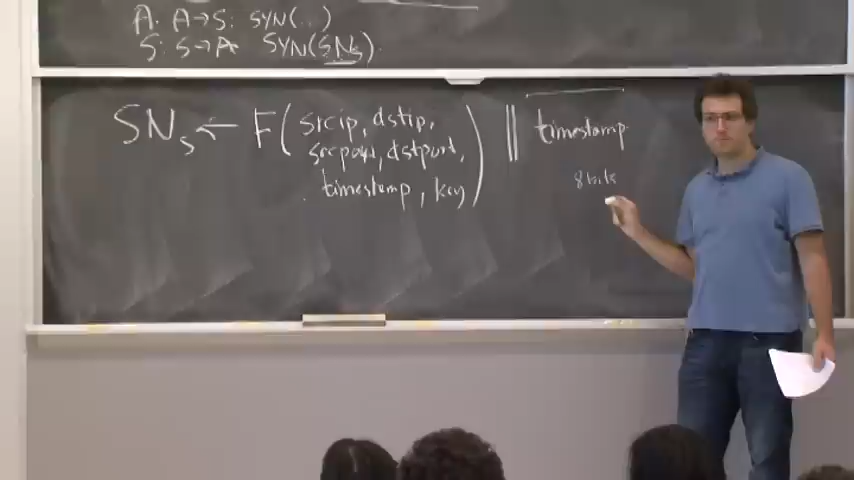 A: A→S: SYN(..)
S: S→A SYN(SNs).
SNs ← F( srcip, dstip, srcport, dstport, timestamp, key ) || timestamp
8 bits